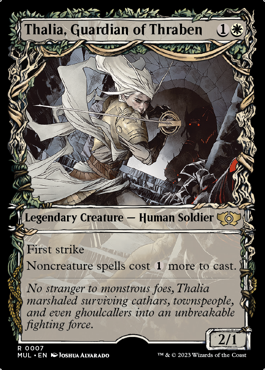 Thalia, Guardian of Thraben 1
Legendary Creature — Human Soldier
First strike
Noncreature spells cost 1 more to cast.
No stranger to monstrous foes, Thalia
marshaled surviving cathars, townspeople,
and even ghoulcallers into an unbreakable
fighting force.
2/1
R 0007
MUL • EN Joshua Alvarado
™ & © 2023 Wizards of the Coast